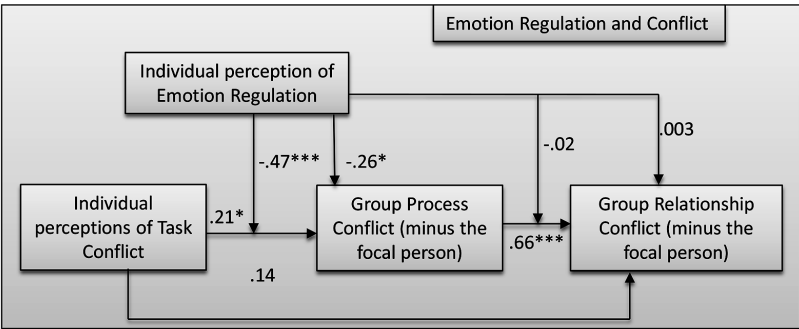 Emotion Regulation and Conflict
Individual perception of
Emotion Regulation
-.47***
-.26*
-.02
.003
Individual
perceptions of Task
Conflict
.21*
Group Process
Conflict (minus the
focal person)
.66***
Group Relationship
Conflict (minus the
focal person)
.14